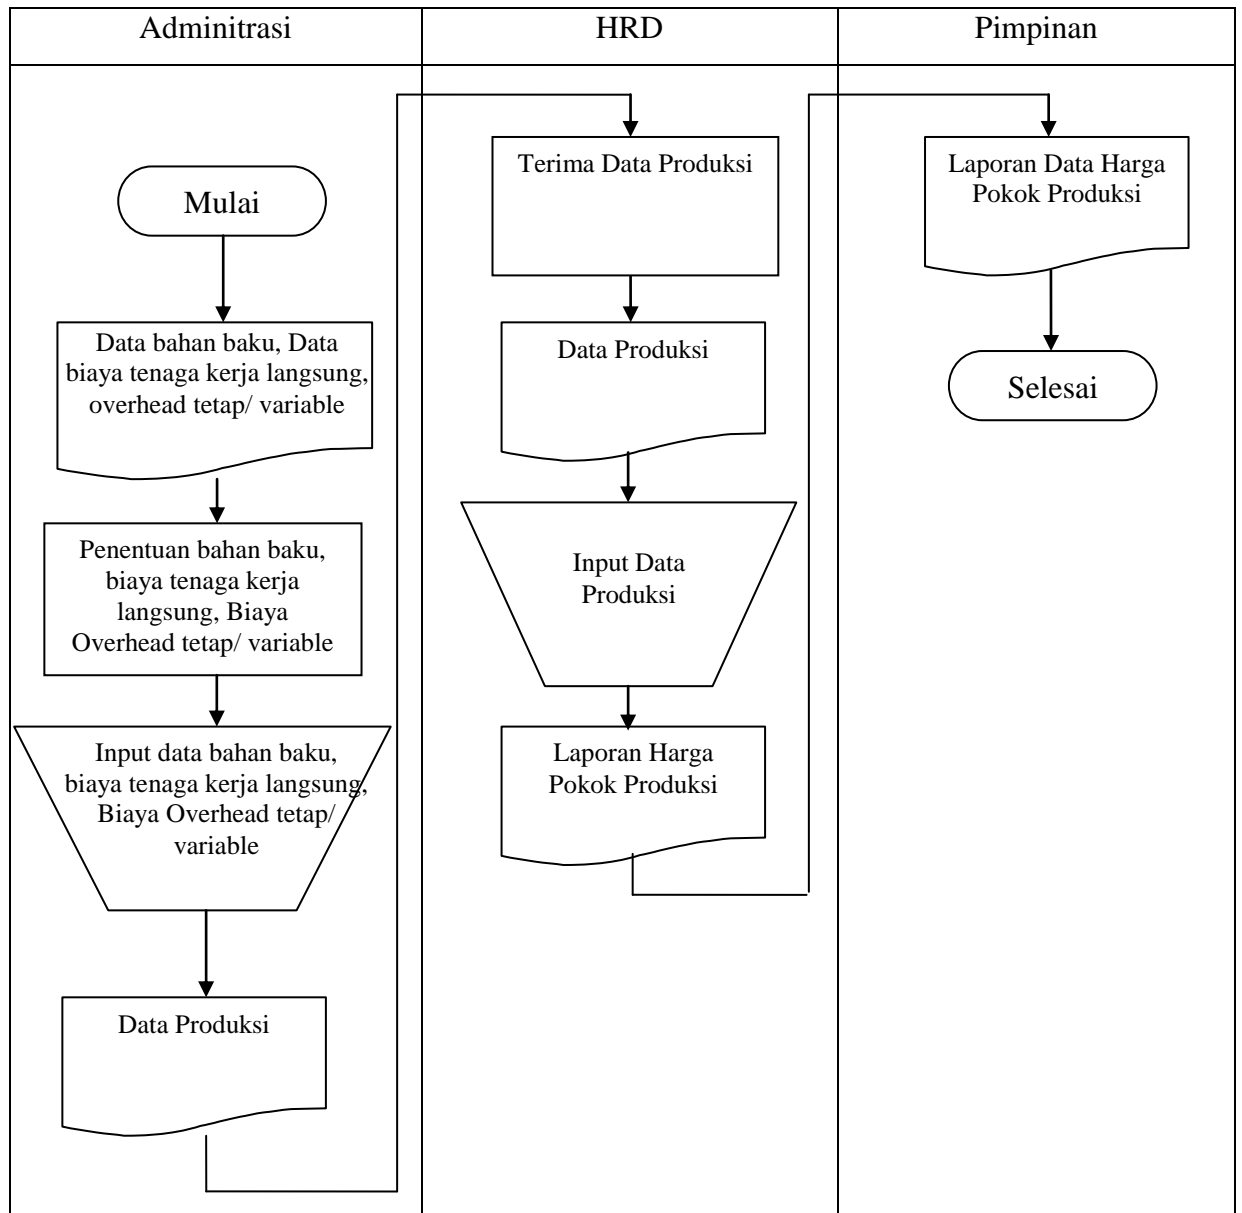 Adminitrasi
HRD
Pimpinan
Mulai
Data bahan baku, Data
biaya tenaga kerja langsung,
overhead tetap/ variable
Penentuan bahan baku,
biaya tenaga kerja
langsung, Biaya
Overhead tetap/ variable
Input data bahan baku,
biaya tenaga kerja langsung,
Biaya Overhead tetap/
variable
Data Produksi
Terima Data Produksi
Data Produksi
Input Data
Produksi
Laporan Harga
Pokok Produksi
Laporan Data Harga
Pokok Produksi
Selesai